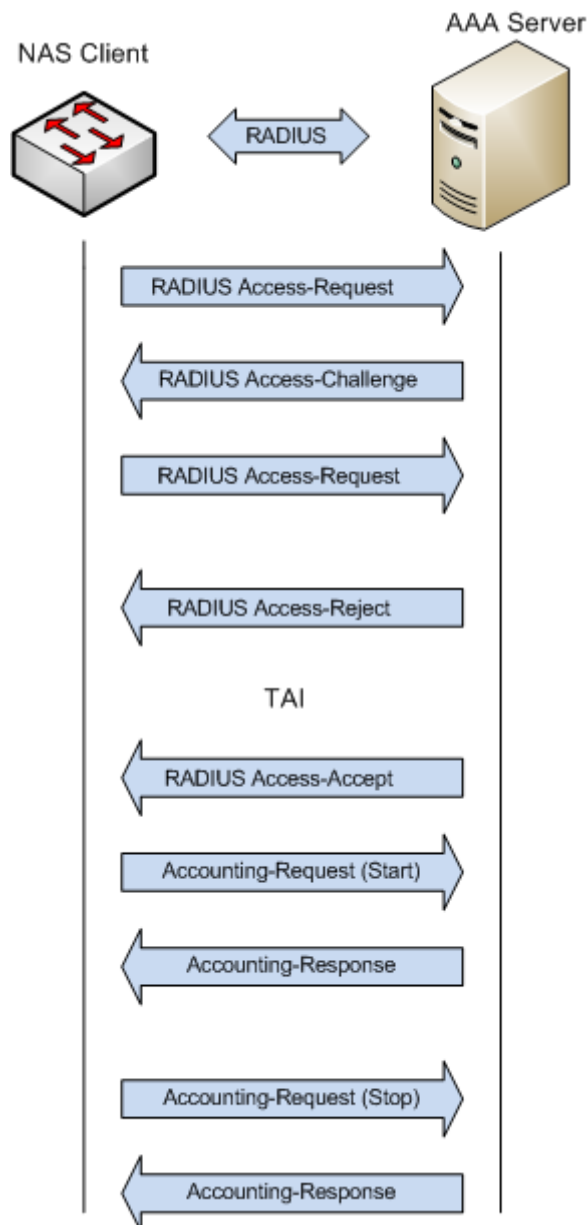 AAA Server
NAS Client
RADIUS
RADIUS Access-Request
RADIUS Access-Challenge
RADIUS Access-Request
RADIUS Access-Reject
TAI
RADIUS Access-Accept
Accounting-Request (Start)
Accounting-Response
Accounting-Request (Stop)
Accounting-Response